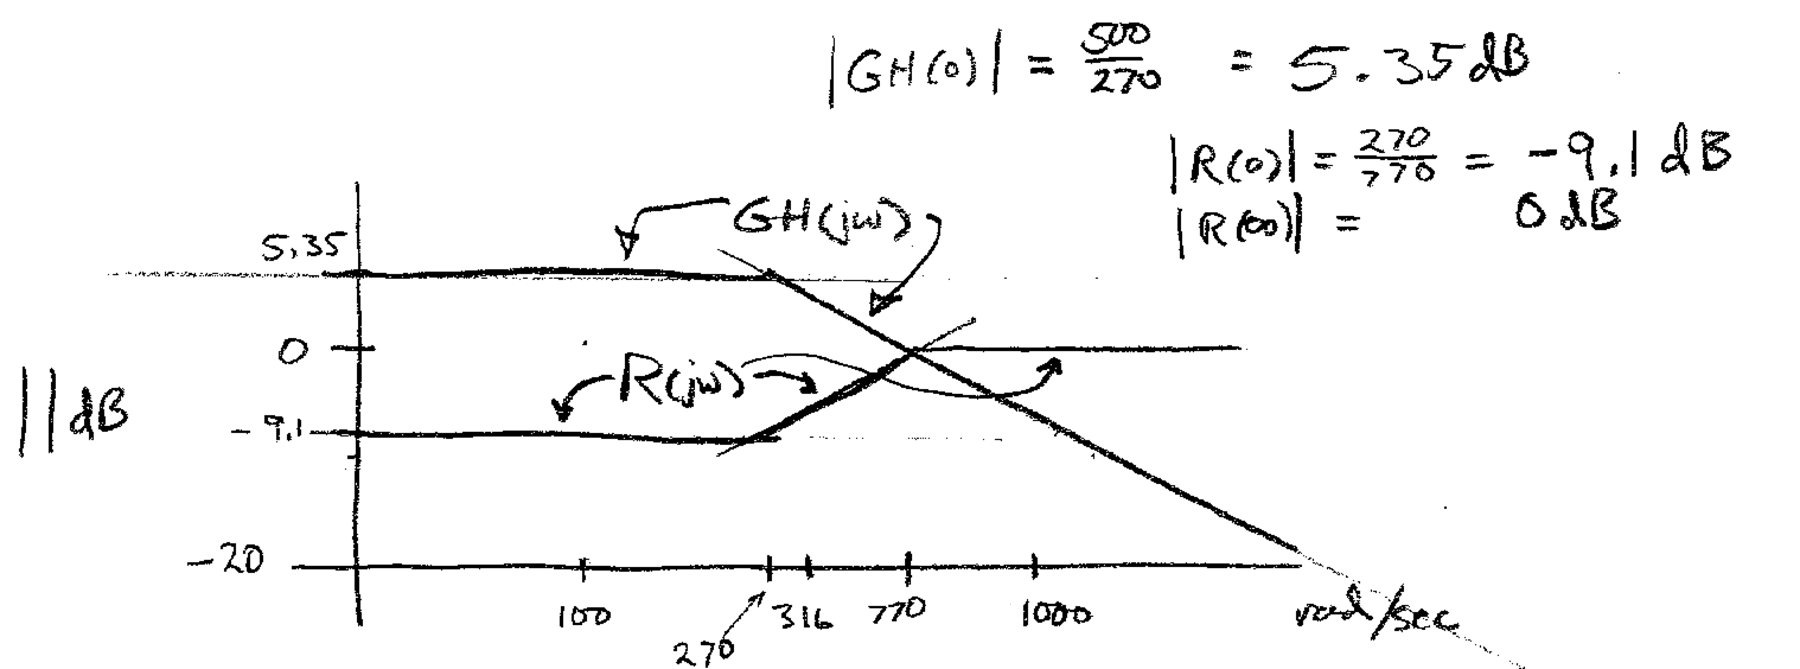 |GH(0)| = 500/270 = 5.35 dB
|R(0)| = 270/770 = -9.1 dB
|R(∞)| = 0 dB
GH(jω)
5.35
0
R(jω)
|| dB
-9.1
-20
100 316 770 1000 rad/sec
270